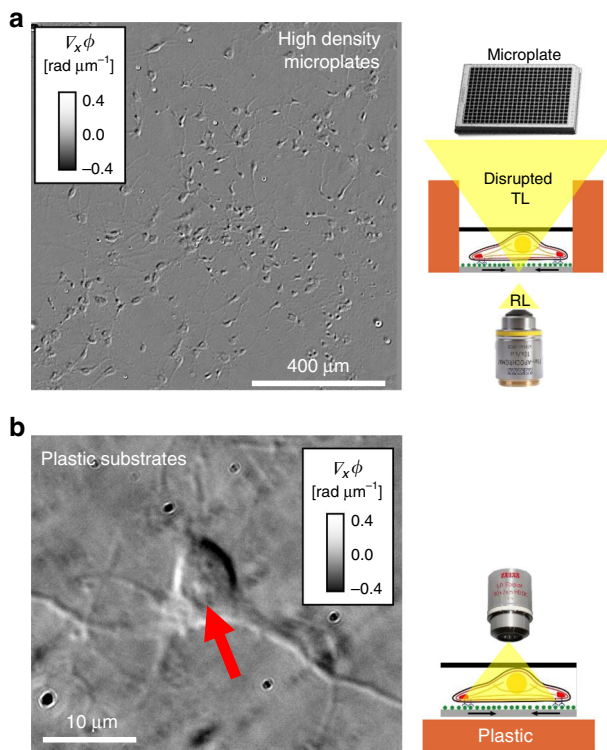 a
∇ₓϕ
[rad μm⁻¹]
0.4
0.0
−0.4
High density
microplates
400 μm
Microplate
Disrupted
TL
RL
b
Plastic substrates
∇ₓϕ
[rad μm⁻¹]
0.4
0.0
−0.4
10 μm
ZEISS
Plastic